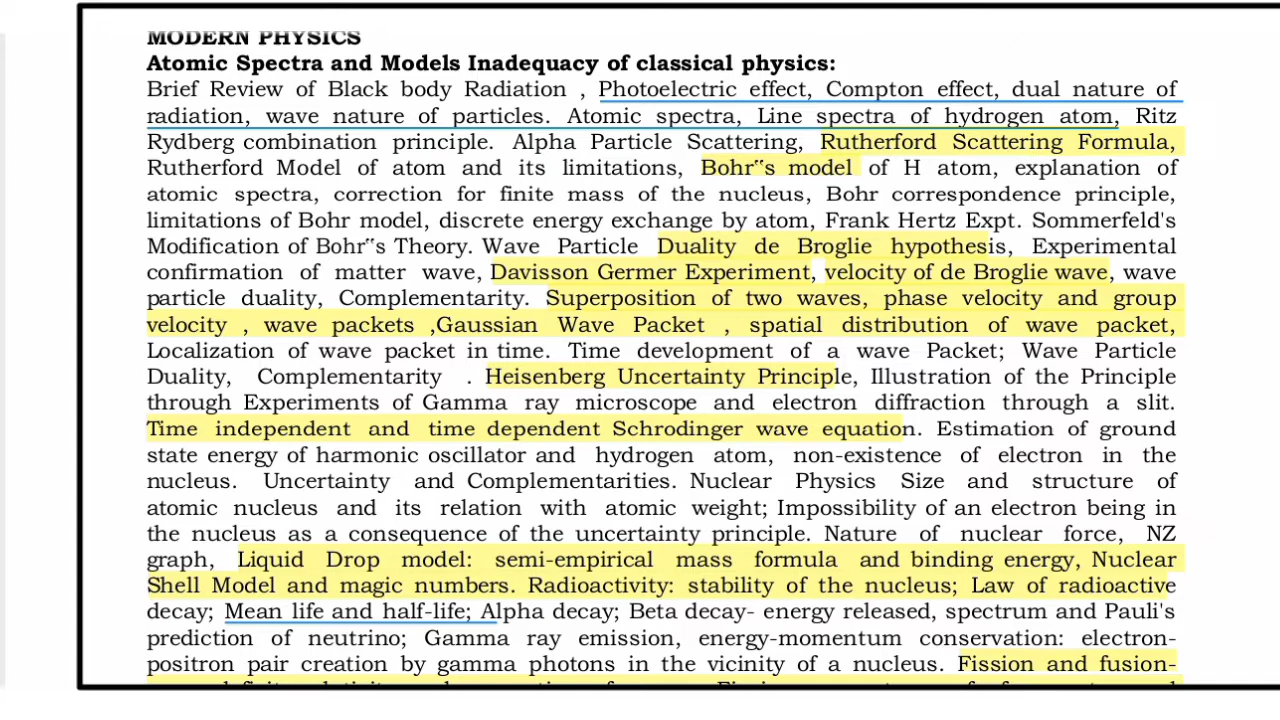 MODERN PHYSICS
Atomic Spectra and Models Inadequacy of classical physics:
Brief Review of Black body Radiation , Photoelectric effect, Compton effect, dual nature of
radiation, wave nature of particles. Atomic spectra, Line spectra of hydrogen atom, Ritz
Rydberg combination principle. Alpha Particle Scattering, Rutherford Scattering Formula,
Rutherford Model of atom and its limitations, Bohr‟s model of H atom, explanation of
atomic spectra, correction for finite mass of the nucleus, Bohr correspondence principle,
limitations of Bohr model, discrete energy exchange by atom, Frank Hertz Expt. Sommerfeld's
Modification of Bohr‟s Theory. Wave Particle Duality de Broglie hypothesis, Experimental
confirmation of matter wave, Davisson Germer Experiment, velocity of de Broglie wave, wave
particle duality, Complementarity. Superposition of two waves, phase velocity and group
velocity , wave packets ,Gaussian Wave Packet , spatial distribution of wave packet,
Localization of wave packet in time. Time development of a wave Packet; Wave Particle
Duality, Complementarity . Heisenberg Uncertainty Principle, Illustration of the Principle
through Experiments of Gamma ray microscope and electron diffraction through a slit.
Time independent and time dependent Schrodinger wave equation. Estimation of ground
state energy of harmonic oscillator and hydrogen atom, non-existence of electron in the
nucleus. Uncertainty and Complementarities. Nuclear Physics Size and structure of
atomic nucleus and its relation with atomic weight; Impossibility of an electron being in
the nucleus as a consequence of the uncertainty principle. Nature of nuclear force, NZ
graph, Liquid Drop model: semi-empirical mass formula and binding energy, Nuclear
Shell Model and magic numbers. Radioactivity: stability of the nucleus; Law of radioactive
decay; Mean life and half-life; Alpha decay; Beta decay- energy released, spectrum and Pauli's
prediction of neutrino; Gamma ray emission, energy-momentum conservation: electron-
positron pair creation by gamma photons in the vicinity of a nucleus. Fission and fusion-